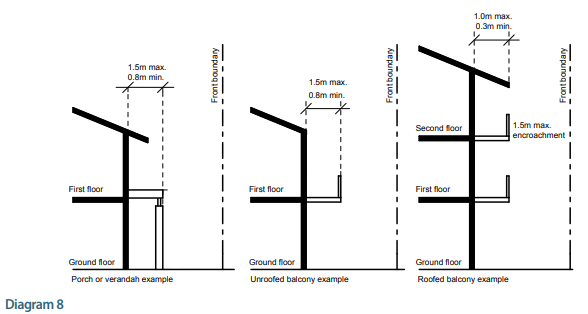 1.5m max.
0.8m min.
Front boundary
First floor
Ground floor
Porch or verandah example
1.5m max.
0.8m min.
Front boundary
First floor
Ground floor
Unroofed balcony example
1.0m max.
0.3m min.
Front boundary
Second floor
1.5m max.
encroachment
First floor
Ground floor
Roofed balcony example
Diagram 8